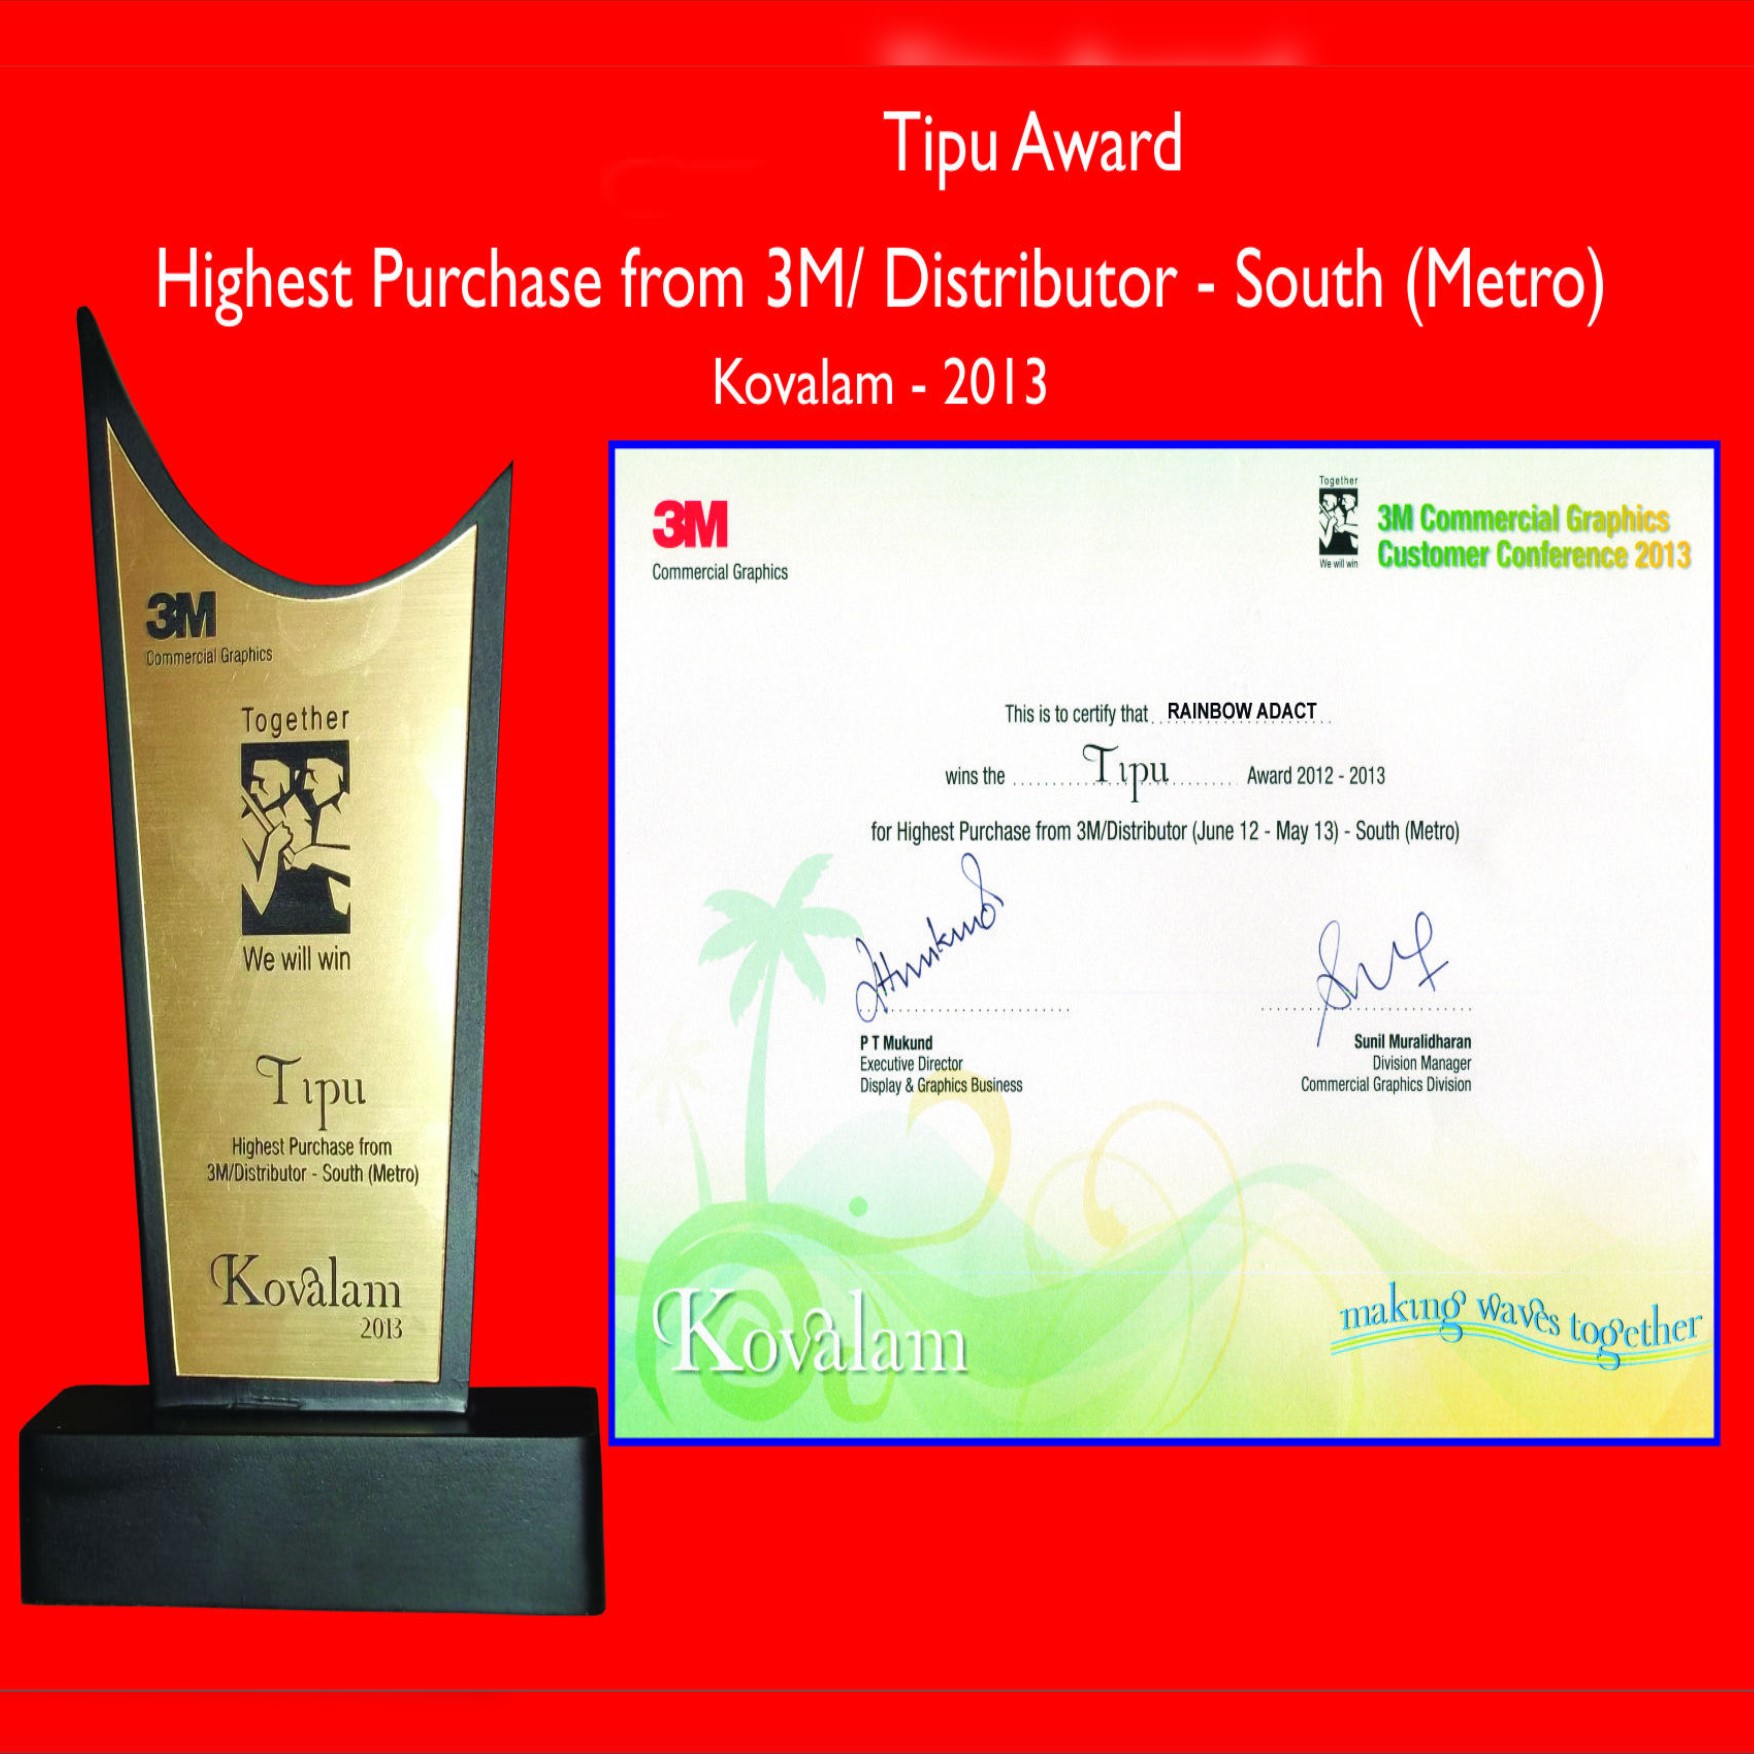 Tipu Award
Highest Purchase from 3M/ Distributor - South (Metro)
Kovalam - 2013
3M
Commercial Graphics
Together
We will win
Tipu
Highest Purchase from
3M/Distributor - South (Metro)
Kovalam
2013
3M
Commercial Graphics
Together
We will win
3M Commercial Graphics
Customer Conference 2013
This is to certify that RAINBOW ADACT
wins the Tipu Award 2012 - 2013
for Highest Purchase from 3M/Distributor (June 12 - May 13) - South (Metro)
P T Mukund
Executive Director
Display & Graphics Business
Sunil Muralidharan
Division Manager
Commercial Graphics Division
Kovalam
making waves together